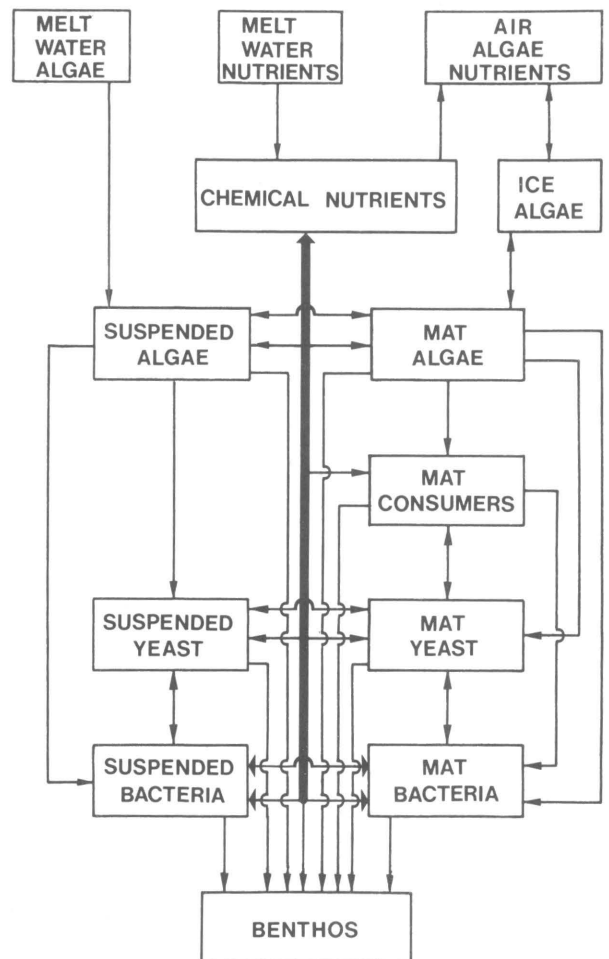 MELT
WATER
ALGAE
MELT
WATER
NUTRIENTS
AIR
ALGAE
NUTRIENTS
CHEMICAL NUTRIENTS
ICE
ALGAE
SUSPENDED
ALGAE
MAT
ALGAE
MAT
CONSUMERS
SUSPENDED
YEAST
MAT
YEAST
SUSPENDED
BACTERIA
MAT
BACTERIA
BENTHOS